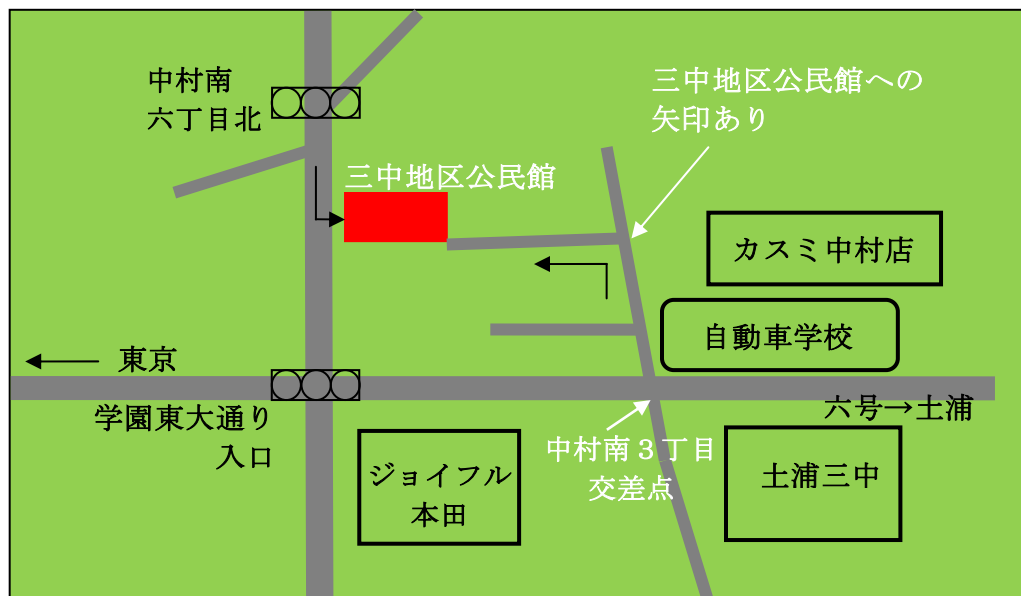 中村南
六丁目北
三中地区公民館への
矢印あり
三中地区公民館
カスミ中村店
自動車学校
東京
学園東大通り
入口
六号→土浦
中村南３丁目
交差点
ジョイフル
本田
土浦三中